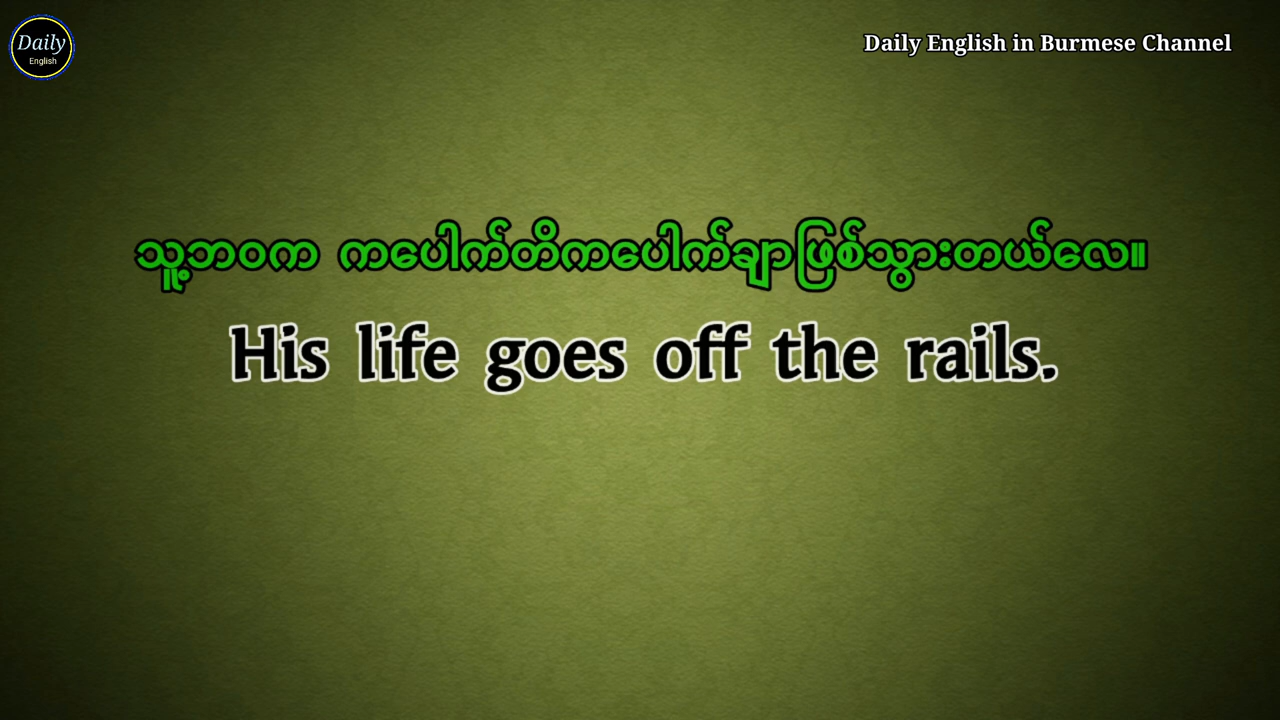 Daily
English
Daily English in Burmese Channel
သူ့ဘဝက ကပေါက်တိကပေါက်ချာဖြစ်သွားတယ်လေ။
His life goes off the rails.